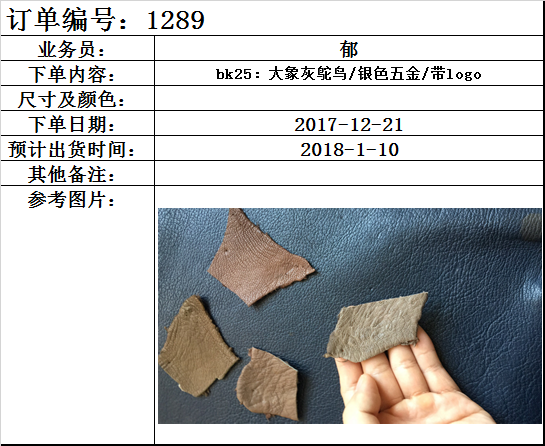 订单编号：1289
业务员： 郁
下单内容： bk25：大象灰鸵鸟/银色五金/带logo
尺寸及颜色：
下单日期： 2017-12-21
预计出货时间： 2018-1-10
其他备注：
参考图片：